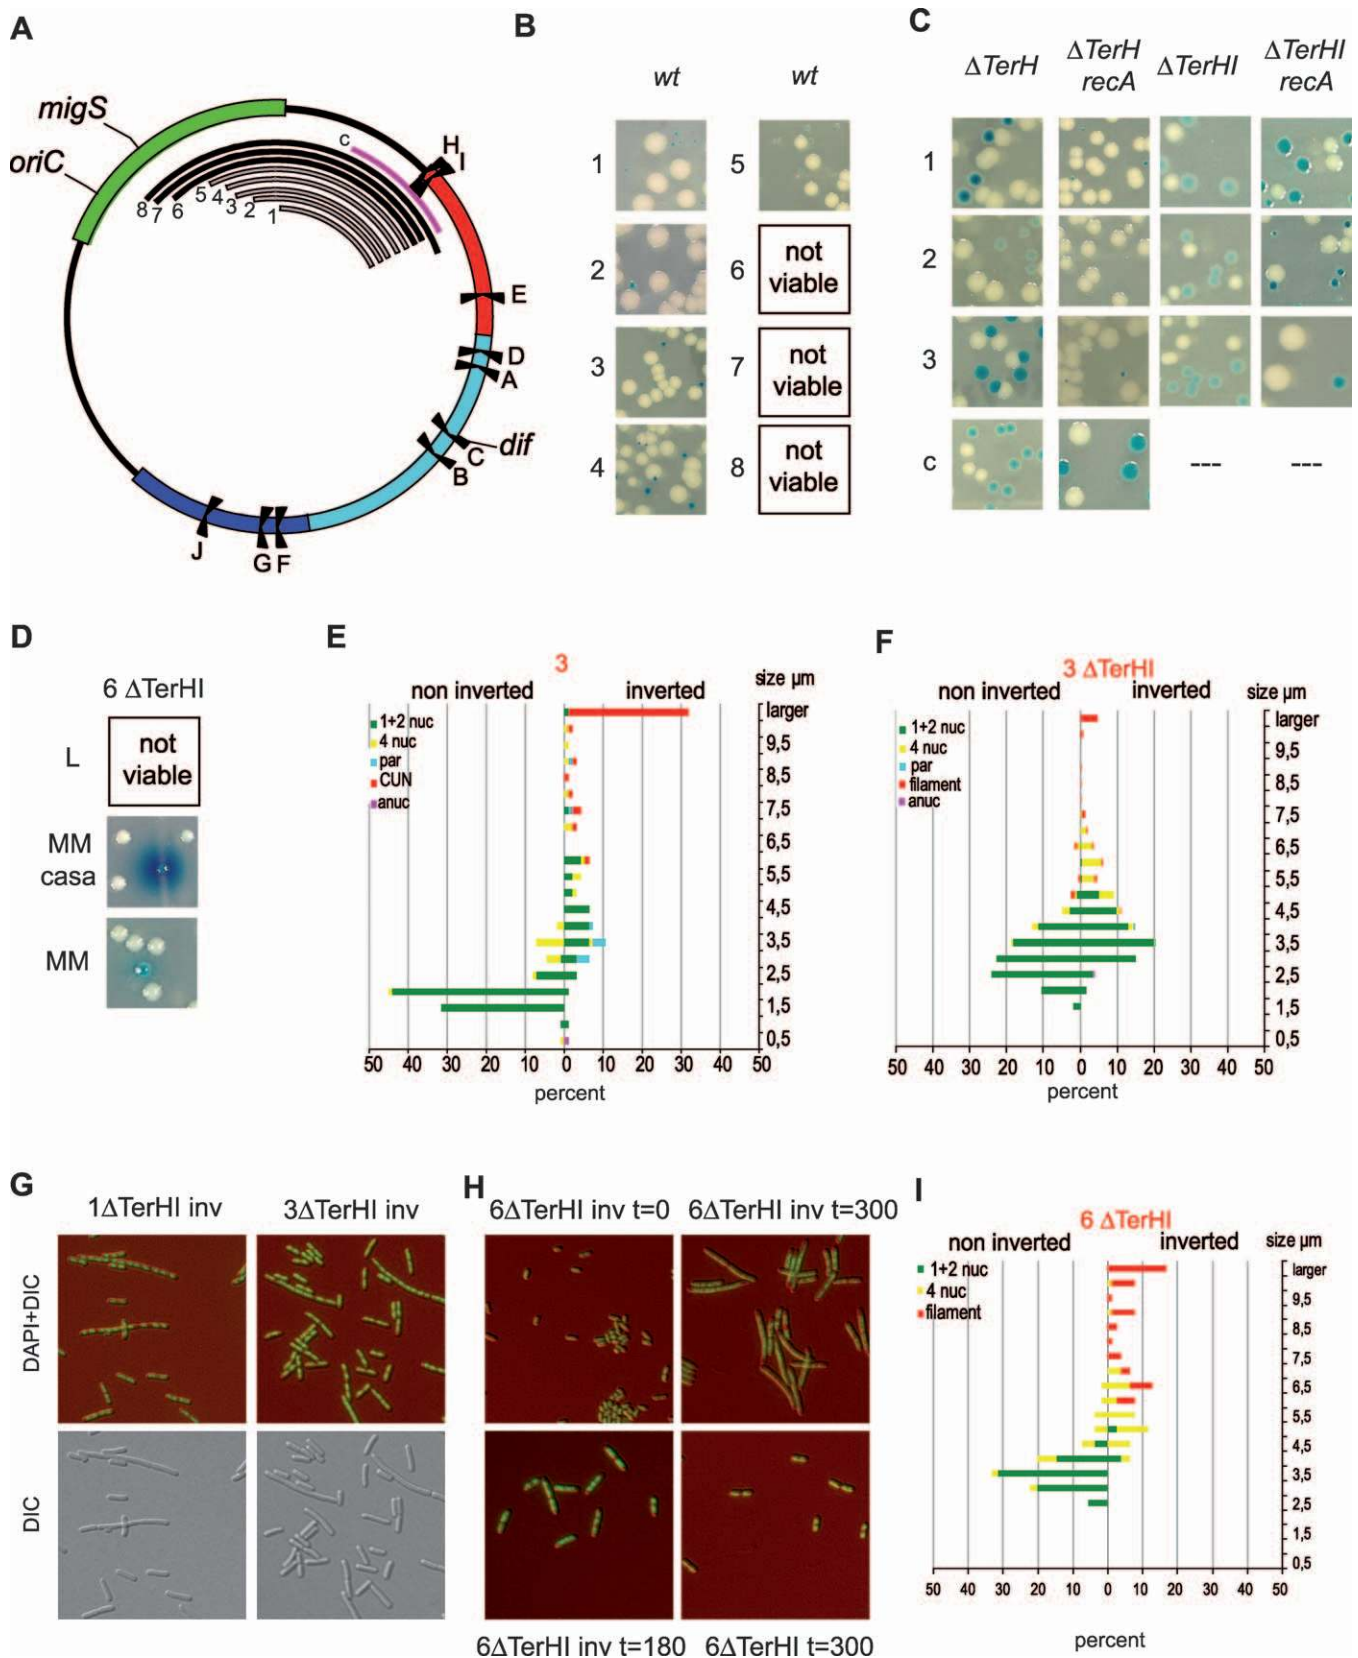 A
migS
oriC
c
H
I
8
7
6
5
4
3
2
1
E
D
A
C
dif
B
J
G
F
B
wt
wt
1
5
2
6
not
viable
3
7
not
viable
4
8
not
viable
C
ΔTerH
ΔTerH
recA
ΔTerHI
ΔTerHI
recA
1
2
3
c
---
---
D
6 ΔTerHI
L
not
viable
MM
casa
MM
E
3
non inverted
inverted
size µm
1+2 nuc
4 nuc
par
CUN
anuc
larger
9,5
8,5
7,5
6,5
5,5
4,5
3,5
2,5
1,5
0,5
50 40 30 20 10 0 10 20 30 40 50
percent
F
3 ΔTerHI
non inverted
inverted
size µm
1+2 nuc
4 nuc
par
filament
anuc
larger
9,5
8,5
7,5
6,5
5,5
4,5
3,5
2,5
1,5
0,5
50 40 30 20 10 0 10 20 30 40 50
percent
G
1ΔTerHI inv
3ΔTerHI inv
DAPI+DIC
DIC
H
6ΔTerHI inv t=0
6ΔTerHI inv t=300
6ΔTerHI inv t=180
6ΔTerHI t=300
I
6 ΔTerHI
non inverted
inverted
size µm
1+2 nuc
4 nuc
filament
larger
9,5
8,5
7,5
6,5
5,5
4,5
3,5
2,5
1,5
0,5
50 40 30 20 10 0 10 20 30 40 50
percent